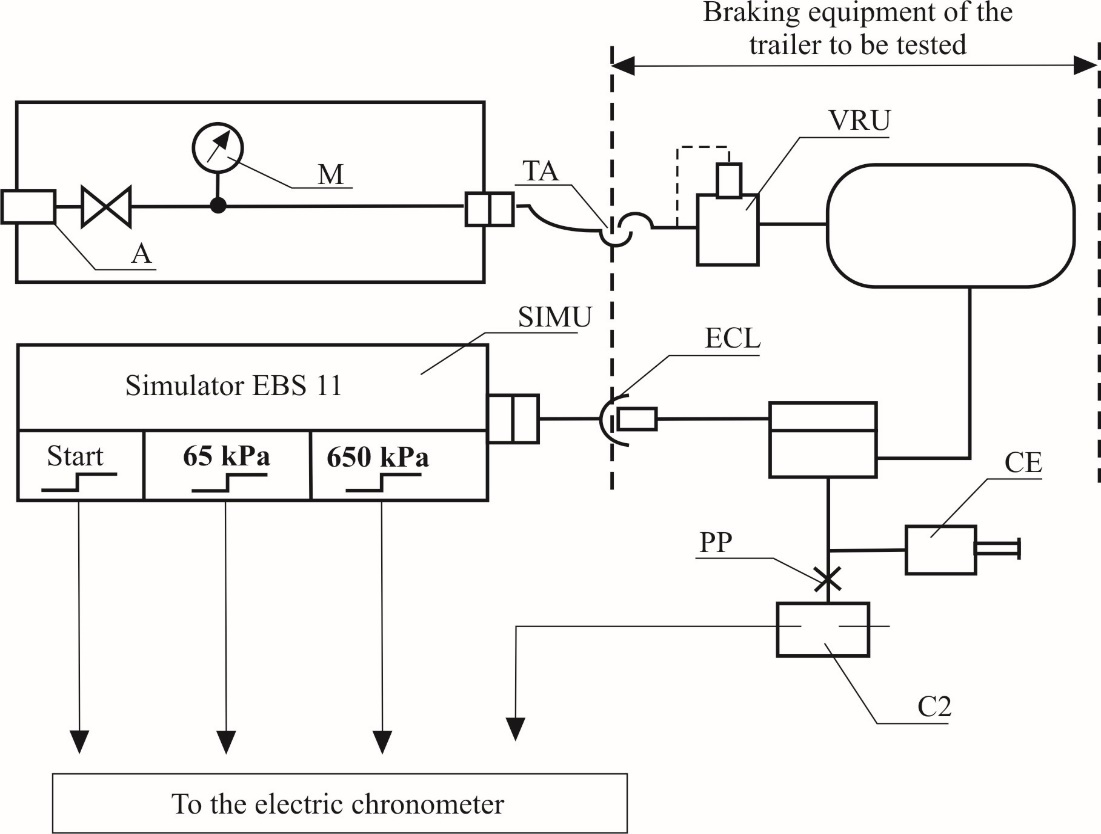 Braking equipment of the
trailer to be tested
VRU
M
TA
A
SIMU
ECL
Simulator EBS 11
Start
65 kPa
650 kPa
CE
PP
C2
To the electric chronometer